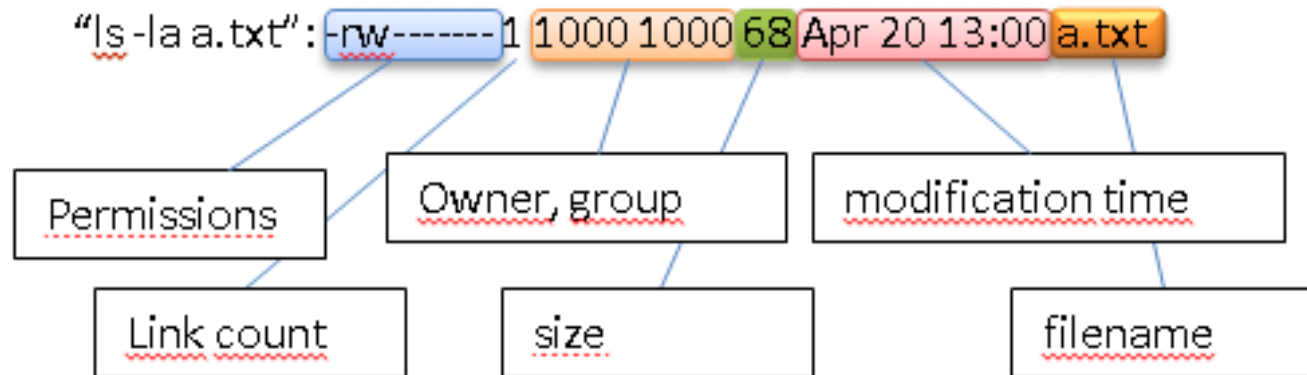 “ls -la a.txt”: -rw------- 1 1000 1000 68 Apr 20 13:00 a.txt
Permissions
Owner, group
modification time
Link count
size
filename